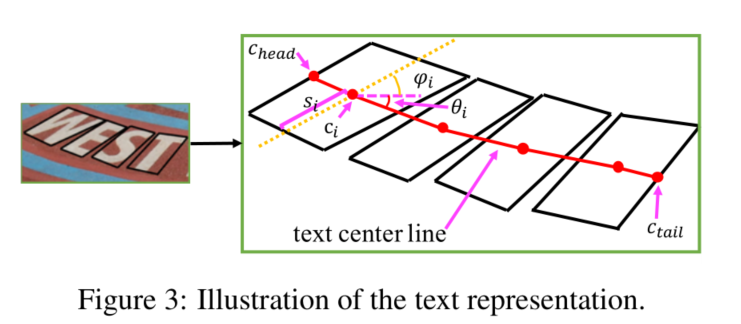 WEST
c_head
φ_i
s_i
θ_i
c_i
text center line
c_tail
Figure 3: Illustration of the text representation.